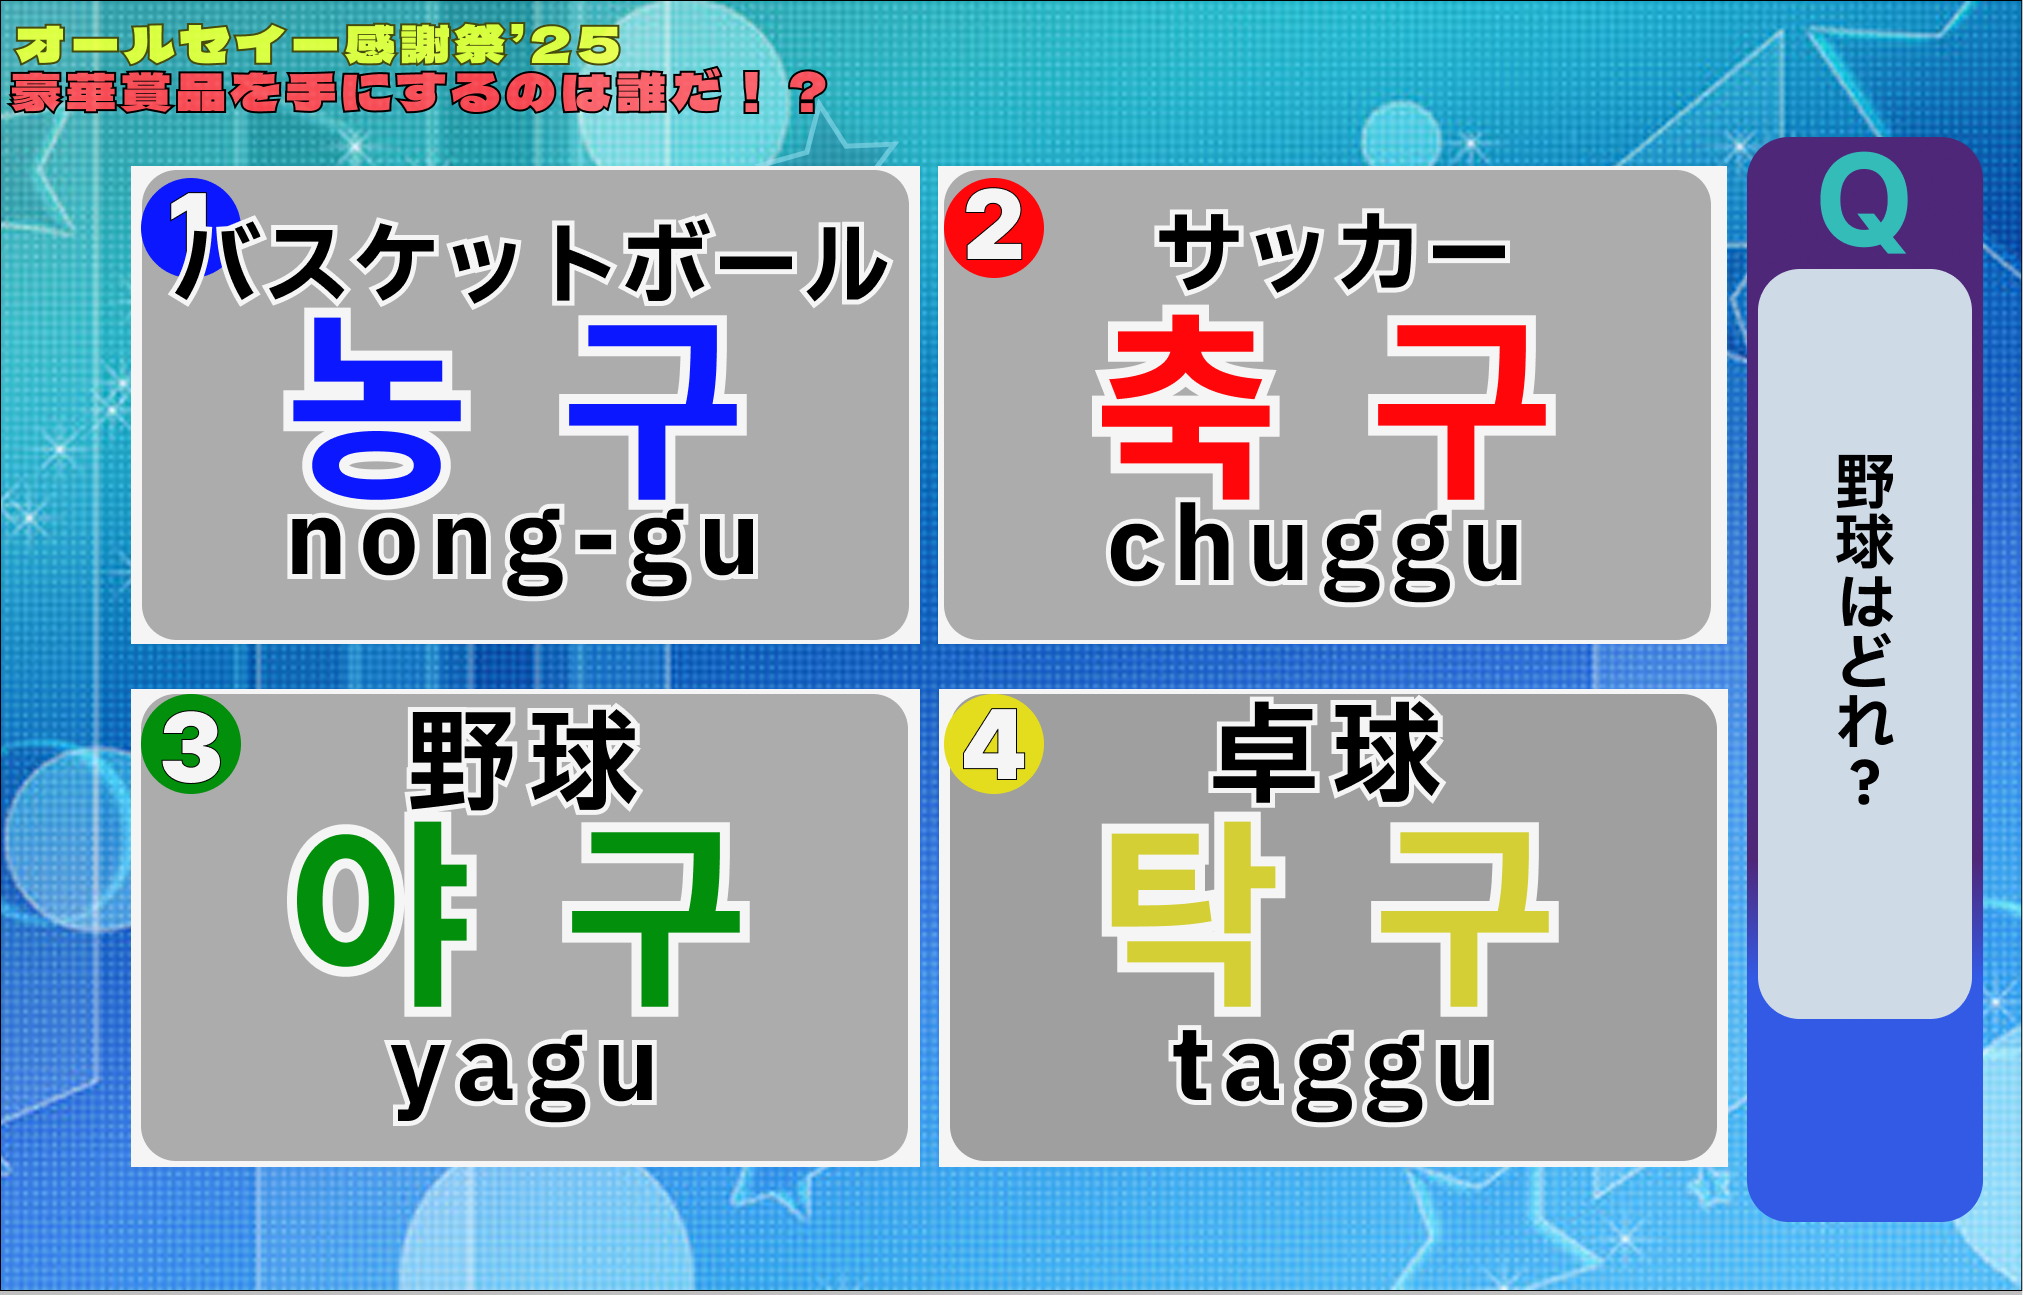 オールセイー感謝祭’25
豪華賞品を手にするのは誰だ！？
1
バスケットボール
농구
nong-gu
2
サッカー
축구
chuggu
3
野球
야구
yagu
4
卓球
탁구
taggu
Q
野球はどれ？